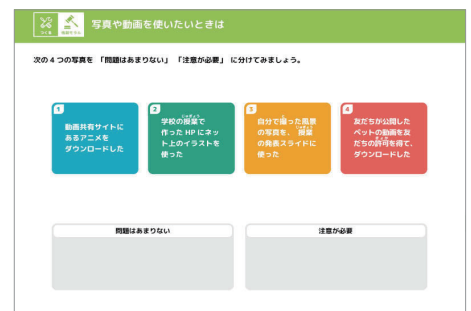 写真や動画を使いたいときは
次の4つの写真を 「問題はあまりない」 「注意が必要」 に分けてみましょう。
1
動画共有サイトに
あるアニメを
ダウンロードした
2
学校の授業で
作ったHPにネッ
ト上のイラストを
使った
3
自分で撮った風景
の写真を、授業
の発表スライドに
使った
4
友だちが公開した
ペットの動画を友
だちの許可を得て、
ダウンロードした
問題はあまりない
注意が必要